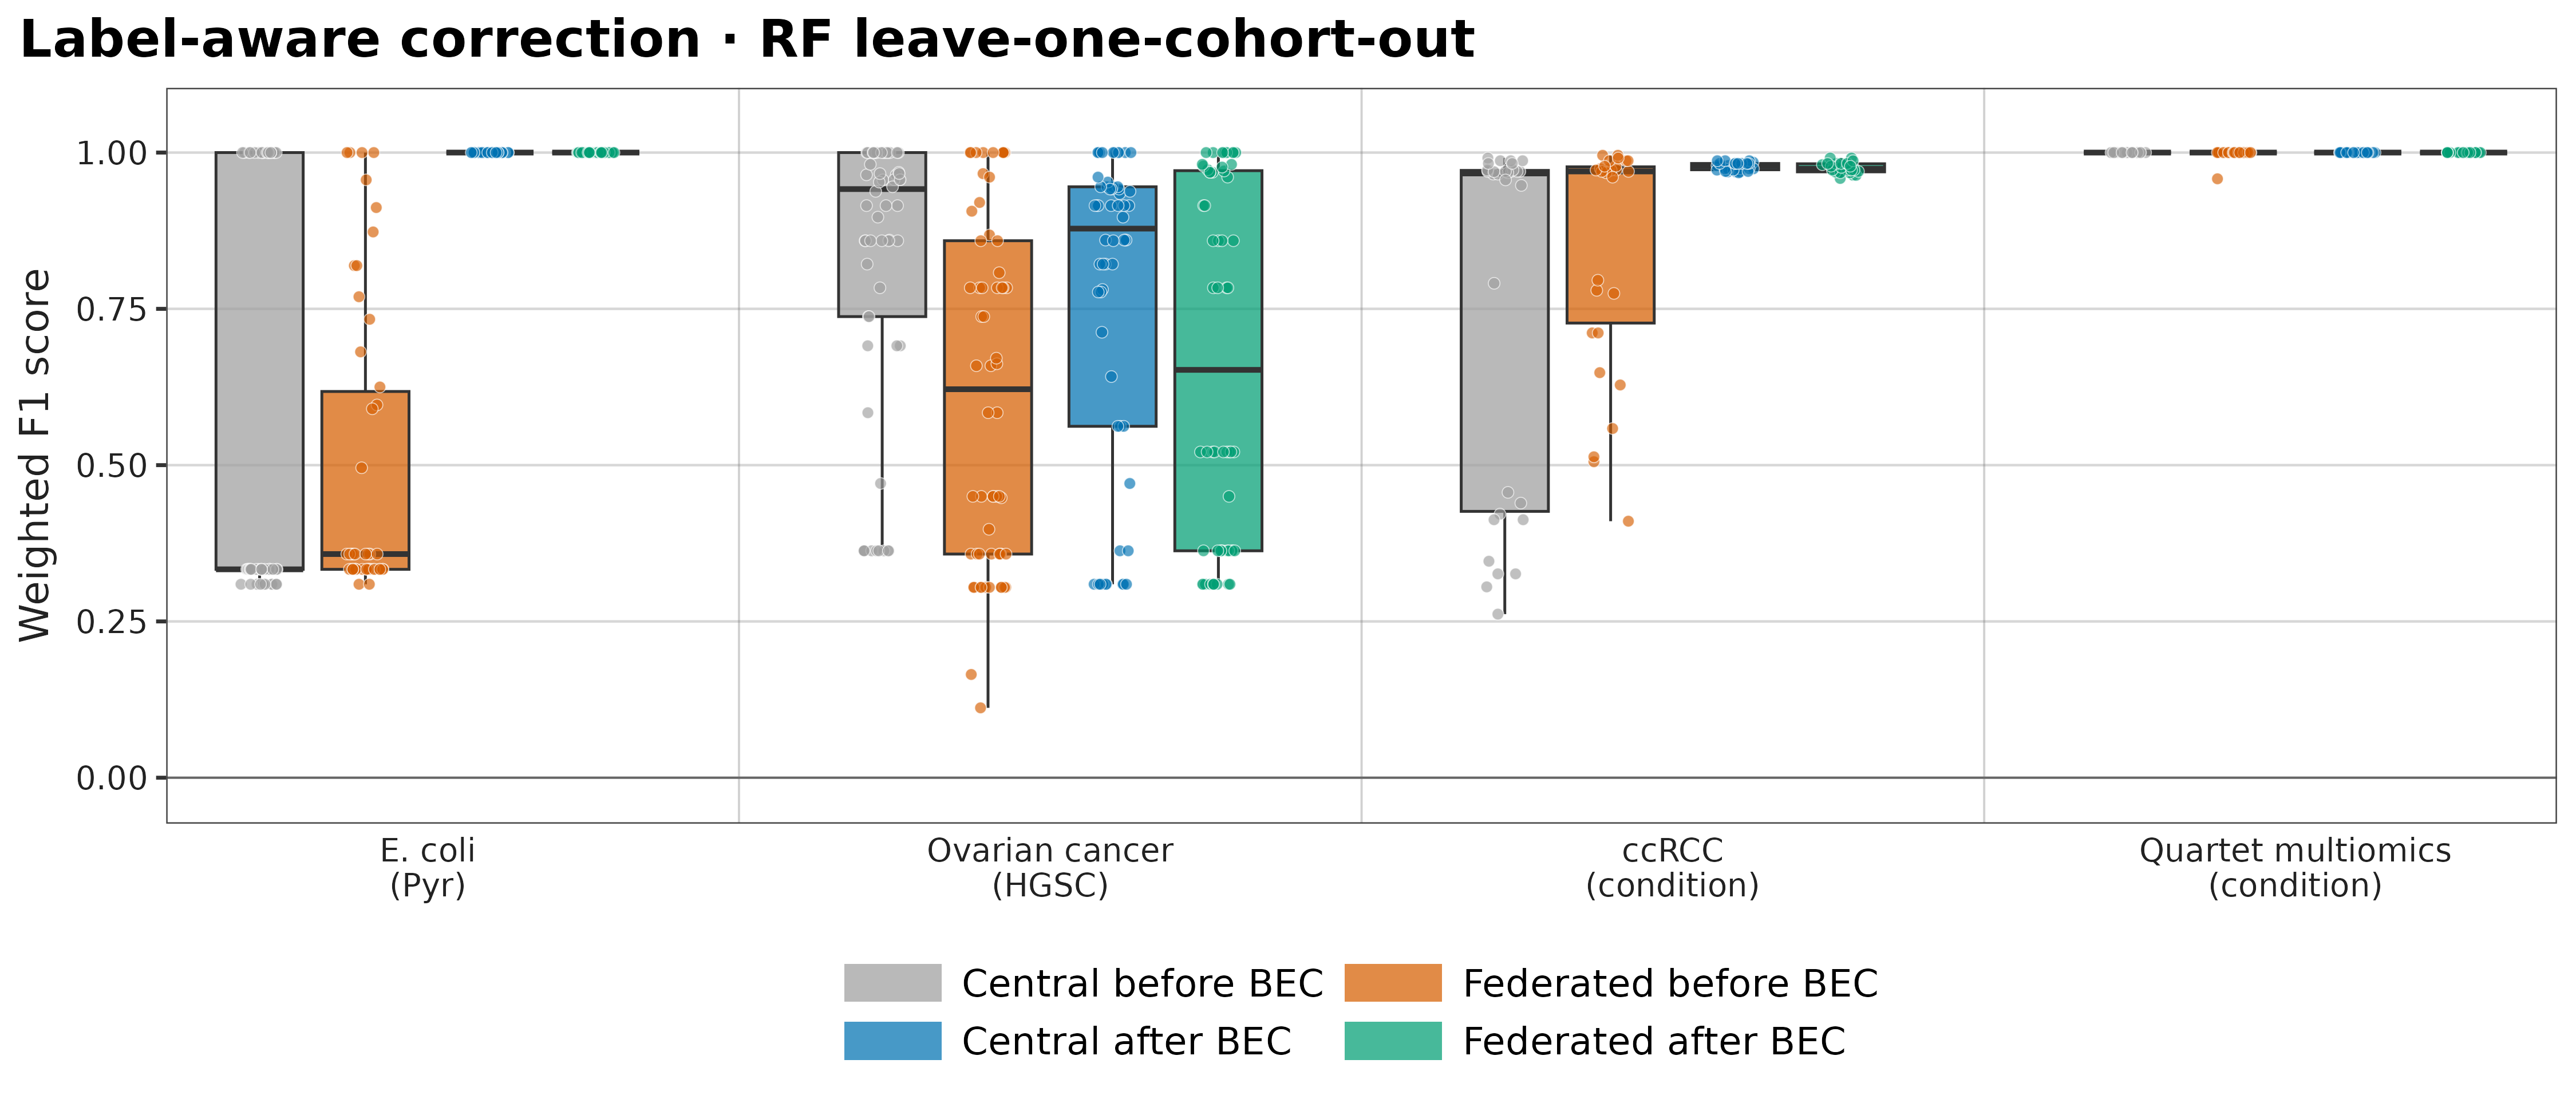 Label-aware correction · RF leave-one-cohort-out
Weighted F1 score
1.00
0.75
0.50
0.25
0.00
E. coli
(Pyr)
Ovarian cancer
(HGSC)
ccRCC
(condition)
Quartet multiomics
(condition)
Central before BEC
Federated before BEC
Central after BEC
Federated after BEC